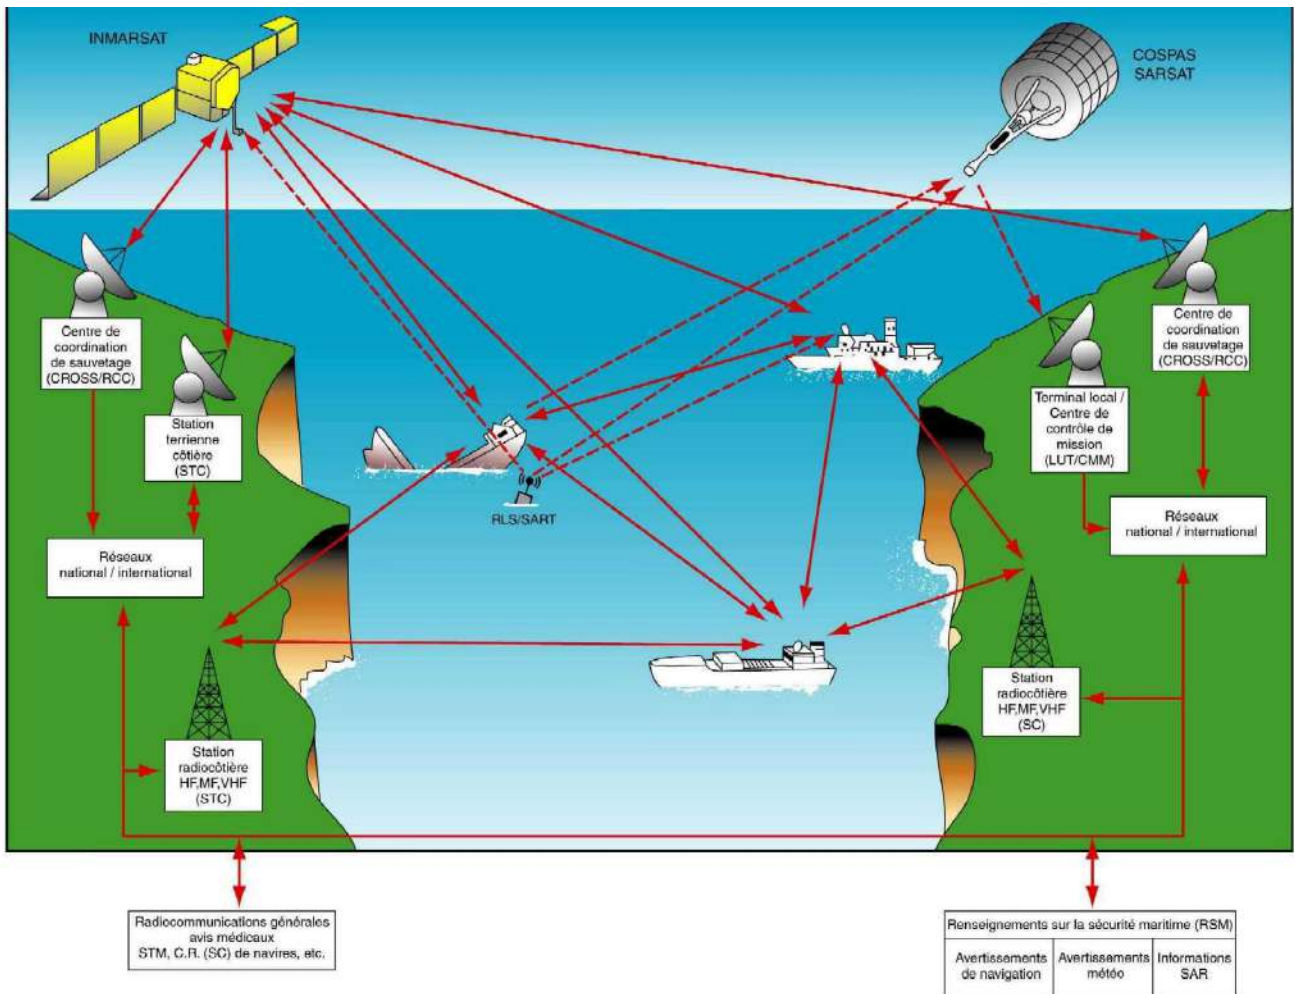 INMARSAT
COSPAS
SARSAT
Centre de
coordination
de sauvetage
(CROSS/RCC)
Station
terrienne
côtière
(STC)
Réseaux
national / international
Station
radiocôtière
HF,MF,VHF
(STC)
RLS/SART
Centre de
coordination
de sauvetage
(CROSS/RCC)
Terminal local /
Centre de
contrôle de
mission
(LUT/CMM)
Réseaux
national / international
Station
radiocôtière
HF,MF,VHF
(SC)
Radiocommunications générales
avis médicaux
STM, C.R. (SC) de navires, etc.
Renseignements sur la sécurité maritime (RSM)
Avertissements
de navigation
Avertissements
météo
Informations
SAR